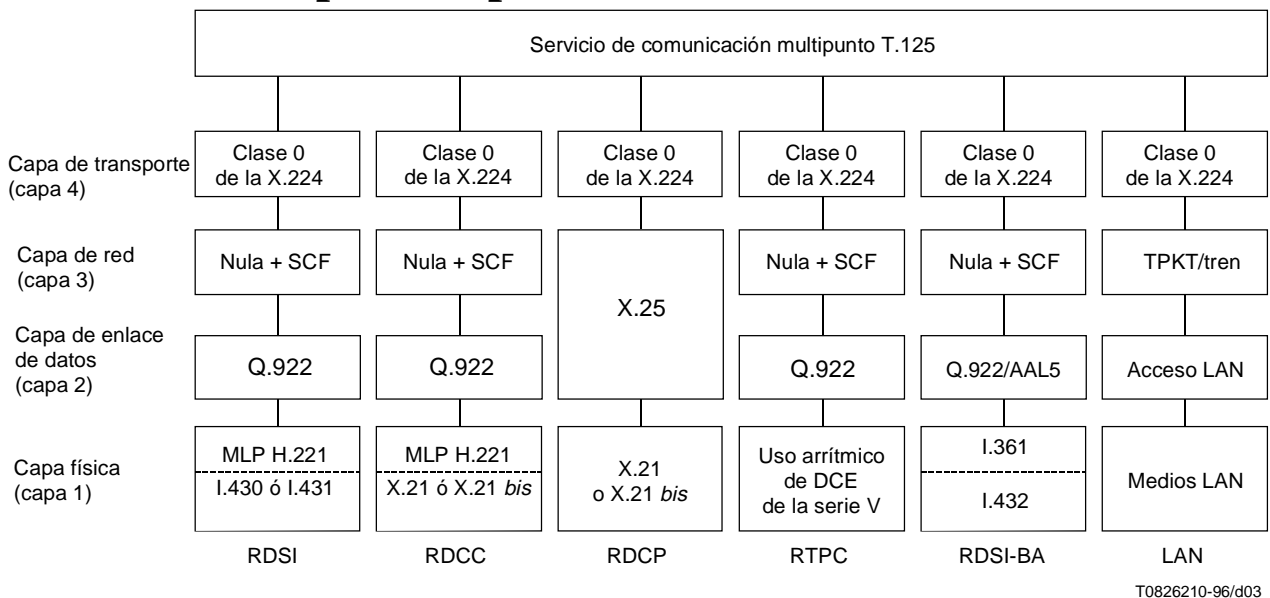 Servicio de comunicación multipunto T.125
Capa de transporte
(capa 4)
Clase 0
de la X.224
Clase 0
de la X.224
Clase 0
de la X.224
Clase 0
de la X.224
Clase 0
de la X.224
Clase 0
de la X.224
Capa de red
(capa 3)
Nula + SCF
Nula + SCF
X.25
Nula + SCF
Nula + SCF
TPKT/tren
Capa de enlace
de datos
(capa 2)
Q.922
Q.922
Q.922
Q.922/AAL5
Acceso LAN
Capa física
(capa 1)
MLP H.221
I.430 ó I.431
MLP H.221
X.21 ó X.21 bis
X.21
o X.21 bis
Uso arrítmico
de DCE
de la serie V
I.361
I.432
Medios LAN
RDSI
RDCC
RDCP
RTPC
RDSI-BA
LAN
T0826210-96/d03